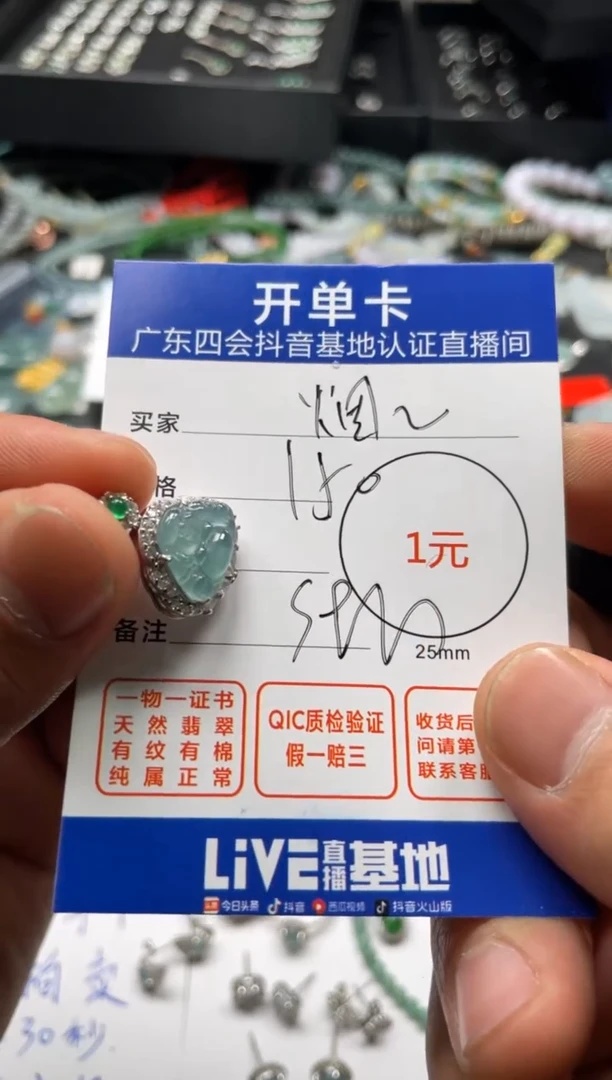 开单卡
广东四会抖音基地认证直播间
买家 烟~
格
1元
备注
25mm
一物一证书
天然翡翠
有纹有棉
纯属正常
QIC质检验证
假一赔三
收货后
问请第
联系客服
LiVE直播基地
今日头条 抖音 西瓜视频 抖音火山版
拍卖
30秒